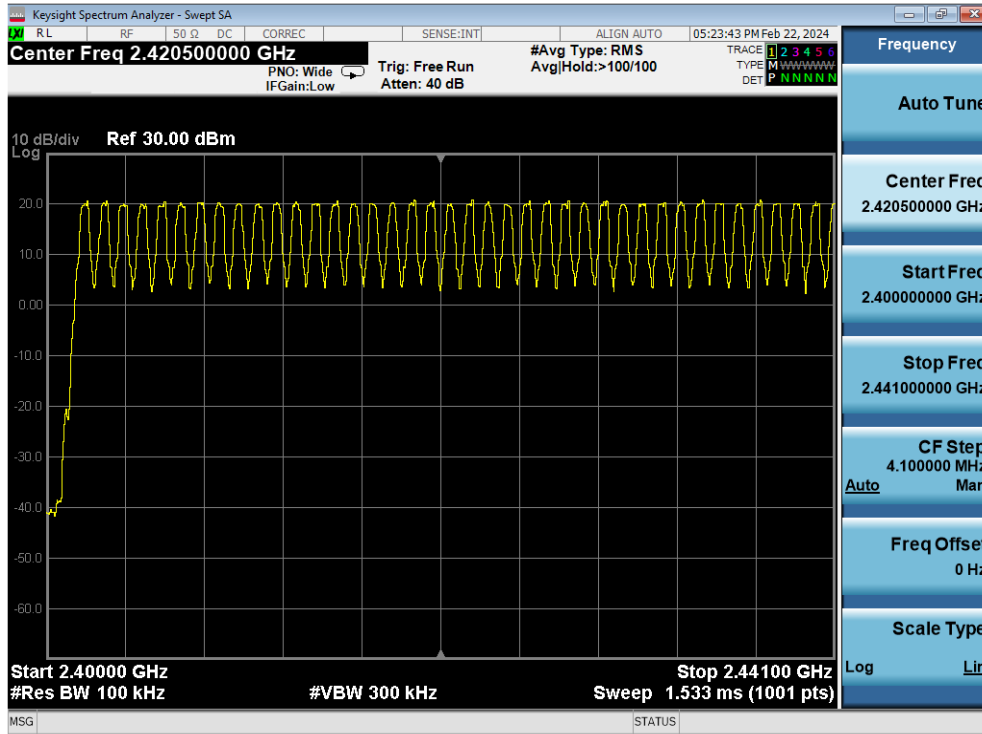 Keysight Spectrum Analyzer - Swept SA
LXI RL RF 50 Ω DC CORREC SENSE:INT ALIGN AUTO 05:23:43 PM Feb 22, 2024
Center Freq 2.420500000 GHz
PNO: Wide
IFGain:Low
Trig: Free Run
Atten: 40 dB
#Avg Type: RMS
Avg|Hold:>100/100
TRACE 1 2 3 4 5 6
TYPE M WWWWW
DET P N N N N N
10 dB/div Ref 30.00 dBm
Log
20.0
10.0
0.00
-10.0
-20.0
-30.0
-40.0
-50.0
-60.0
Start 2.40000 GHz Stop 2.44100 GHz
#Res BW 100 kHz #VBW 300 kHz Sweep 1.533 ms (1001 pts)
MSG STATUS
Frequency
Auto Tune
Center Freq
2.420500000 GHz
Start Freq
2.400000000 GHz
Stop Freq
2.441000000 GHz
CF Step
4.100000 MHz
Auto Man
Freq Offset
0 Hz
Scale Type
Log Lin